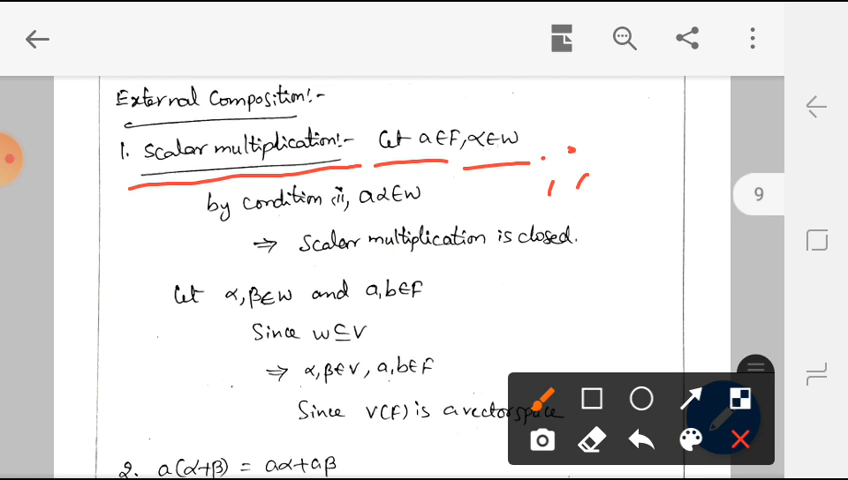 External Composition:-
1. Scalar multiplication:- Let a∈F, α∈W
by condition (ii), aα∈W
⇒ Scalar multiplication is closed.
Let α,β∈W and a,b∈F
Since W⊆V
⇒ α,β∈V, a,b∈F
Since V(F) is a vectorspace
2. a(α+β) = aα+aβ
9